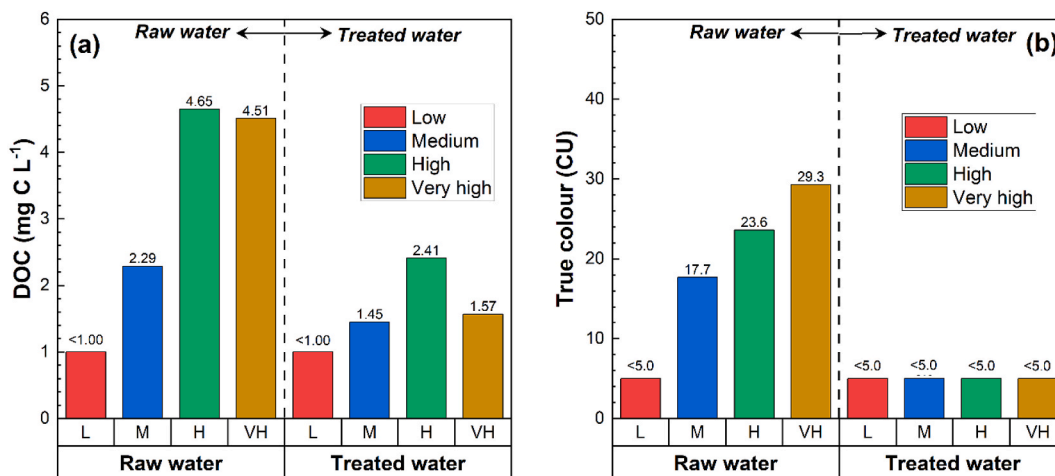 (a)
Raw water
Treated water
DOC (mg C L-1)
6
5
4
3
2
1
0
<1.00
2.29
4.65
4.51
<1.00
1.45
2.41
1.57
Low
Medium
High
Very high
L M H VH L M H VH
Raw water Treated water
(b)
Raw water
Treated water
True colour (CU)
50
40
30
20
10
0
<5.0
17.7
23.6
29.3
<5.0
<5.0
<5.0
<5.0
Low
Medium
High
Very high
L M H VH L M H VH
Raw water Treated water